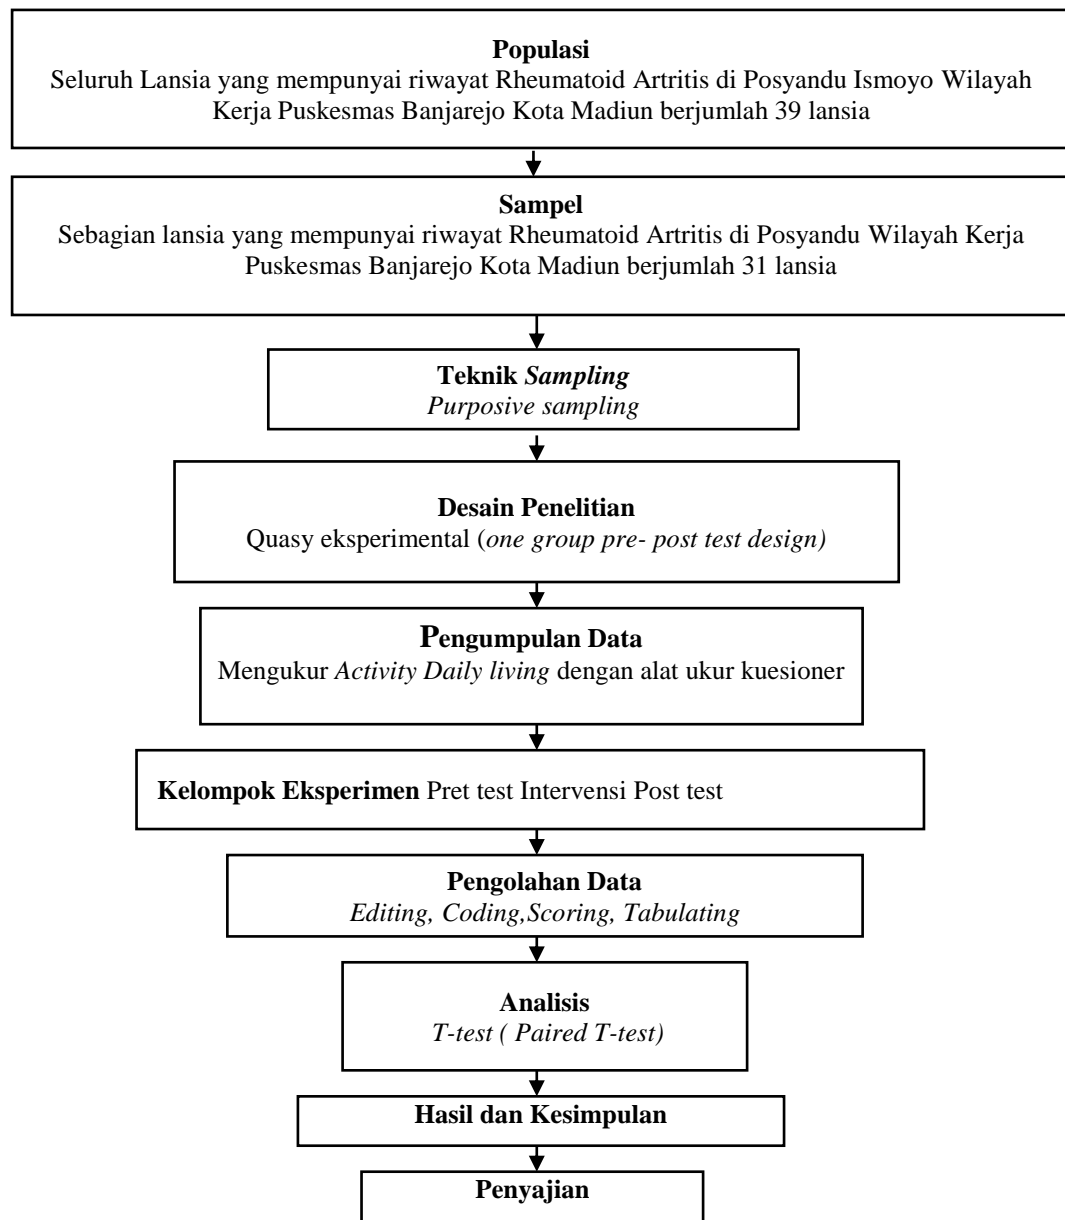 Populasi
Seluruh Lansia yang mempunyai riwayat Rheumatoid Artritis di Posyandu Ismoyo Wilayah
Kerja Puskesmas Banjarejo Kota Madiun berjumlah 39 lansia
Sampel
Sebagian lansia yang mempunyai riwayat Rheumatoid Artritis di Posyandu Wilayah Kerja
Puskesmas Banjarejo Kota Madiun berjumlah 31 lansia
Teknik Sampling
Purposive sampling
Desain Penelitian
Quasy eksperimental (one group pre- post test design)
Pengumpulan Data
Mengukur Activity Daily living dengan alat ukur kuesioner
Kelompok Eksperimen Pret test Intervensi Post test
Pengolahan Data
Editing, Coding,Scoring, Tabulating
Analisis
T-test ( Paired T-test)
Hasil dan Kesimpulan
Penyajian